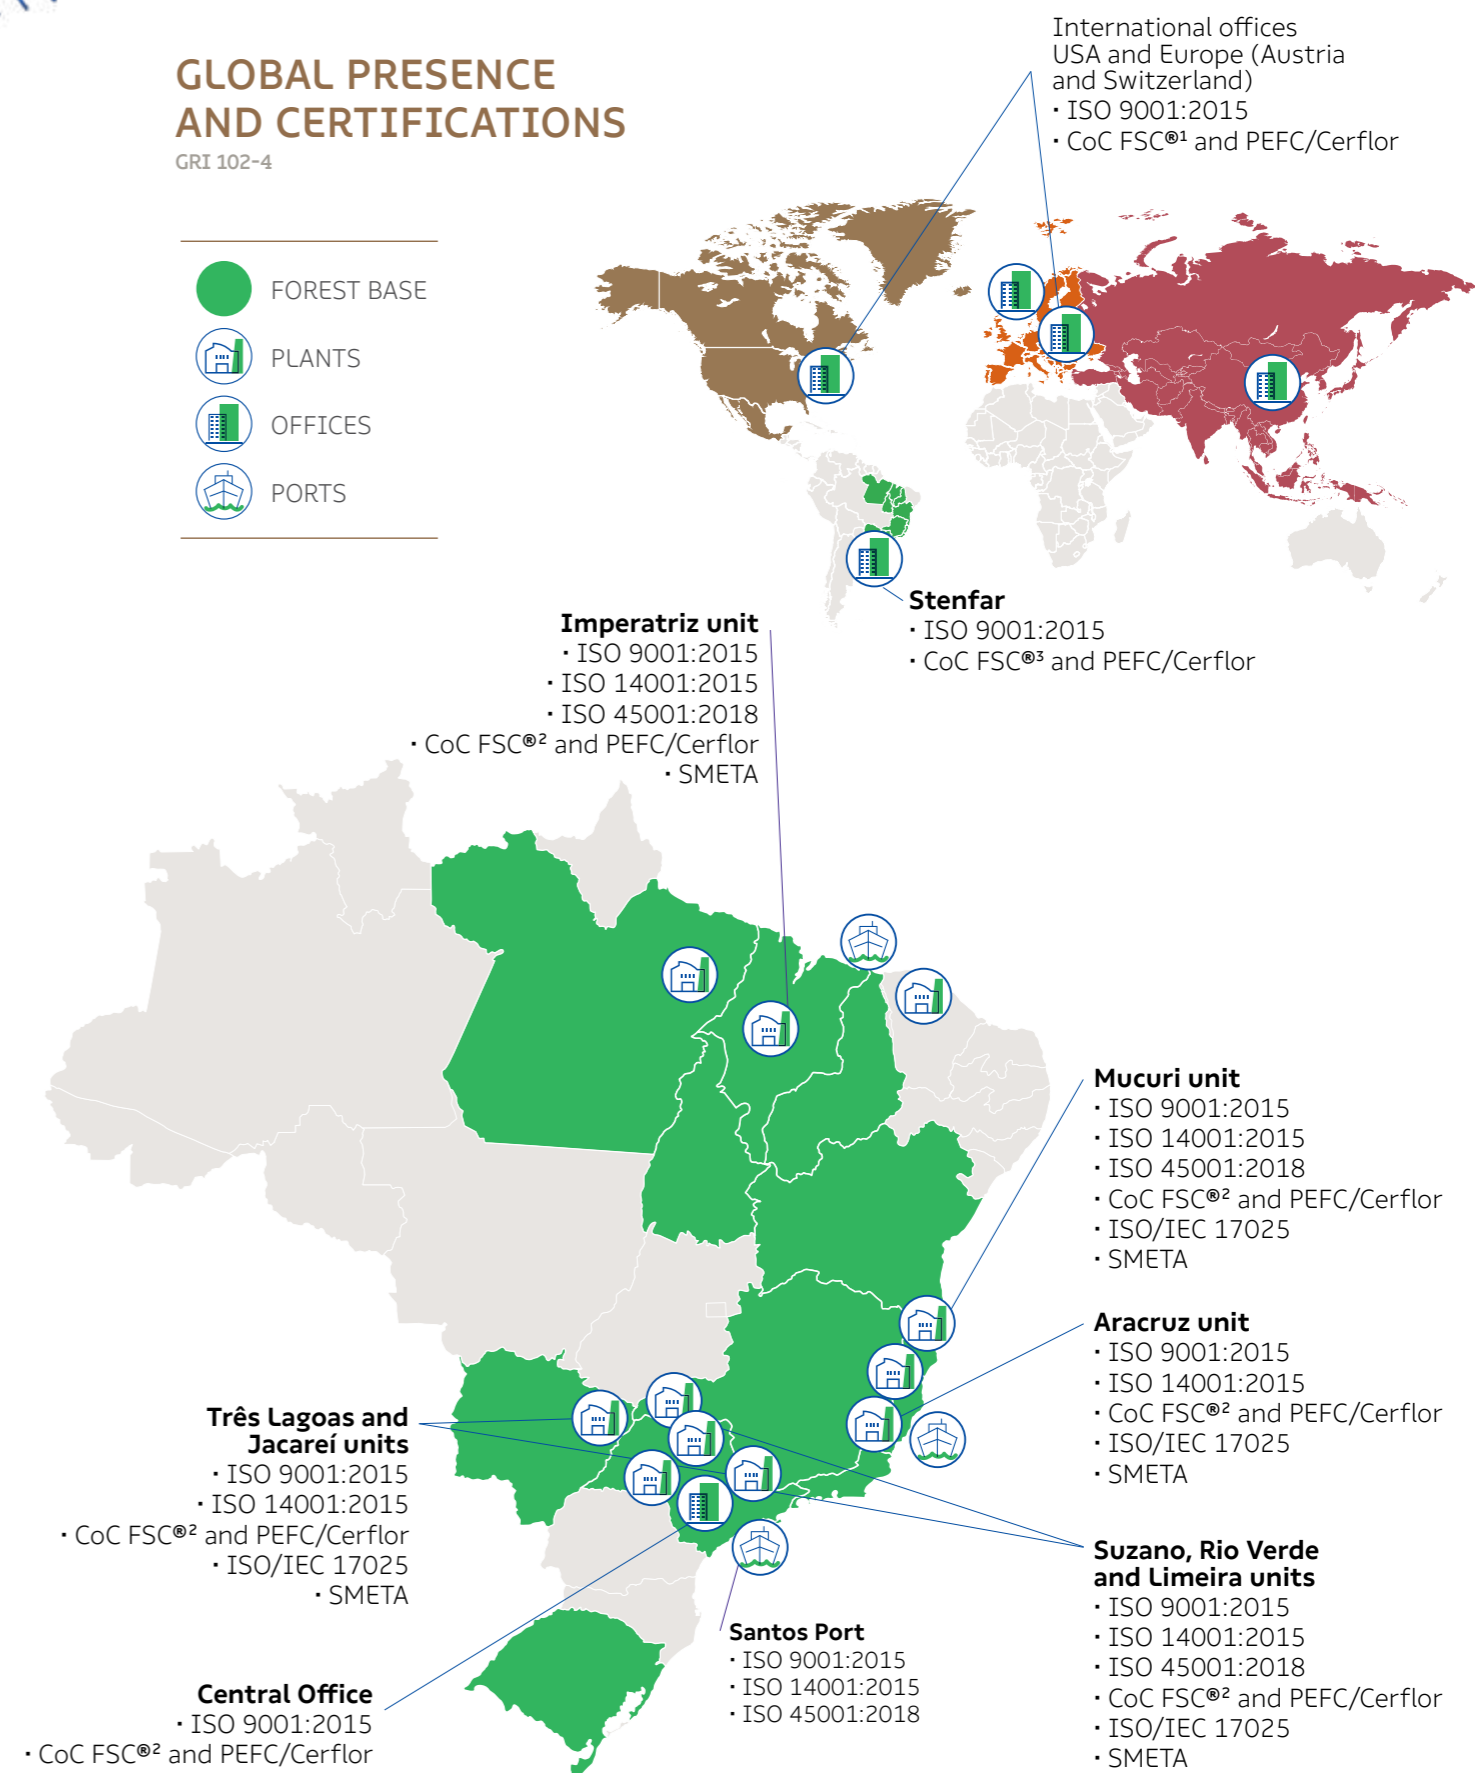 GLOBAL PRESENCE
AND CERTIFICATIONS
GRI 102-4
FOREST BASE
PLANTS
OFFICES
PORTS
International offices
USA and Europe (Austria
and Switzerland)
· ISO 9001:2015
· CoC FSC®¹ and PEFC/Cerflor
Stenfar
· ISO 9001:2015
· CoC FSC®³ and PEFC/Cerflor
Imperatriz unit
· ISO 9001:2015
· ISO 14001:2015
· ISO 45001:2018
· CoC FSC®² and PEFC/Cerflor
· SMETA
Mucuri unit
· ISO 9001:2015
· ISO 14001:2015
· ISO 45001:2018
· CoC FSC®² and PEFC/Cerflor
· ISO/IEC 17025
· SMETA
Aracruz unit
· ISO 9001:2015
· ISO 14001:2015
· CoC FSC®² and PEFC/Cerflor
· ISO/IEC 17025
· SMETA
Três Lagoas and
Jacareí units
· ISO 9001:2015
· ISO 14001:2015
· CoC FSC®² and PEFC/Cerflor
· ISO/IEC 17025
· SMETA
Suzano, Rio Verde
and Limeira units
· ISO 9001:2015
· ISO 14001:2015
· ISO 45001:2018
· CoC FSC®² and PEFC/Cerflor
· ISO/IEC 17025
· SMETA
Santos Port
· ISO 9001:2015
· ISO 14001:2015
· ISO 45001:2018
Central Office
· ISO 9001:2015
· CoC FSC®² and PEFC/Cerflor